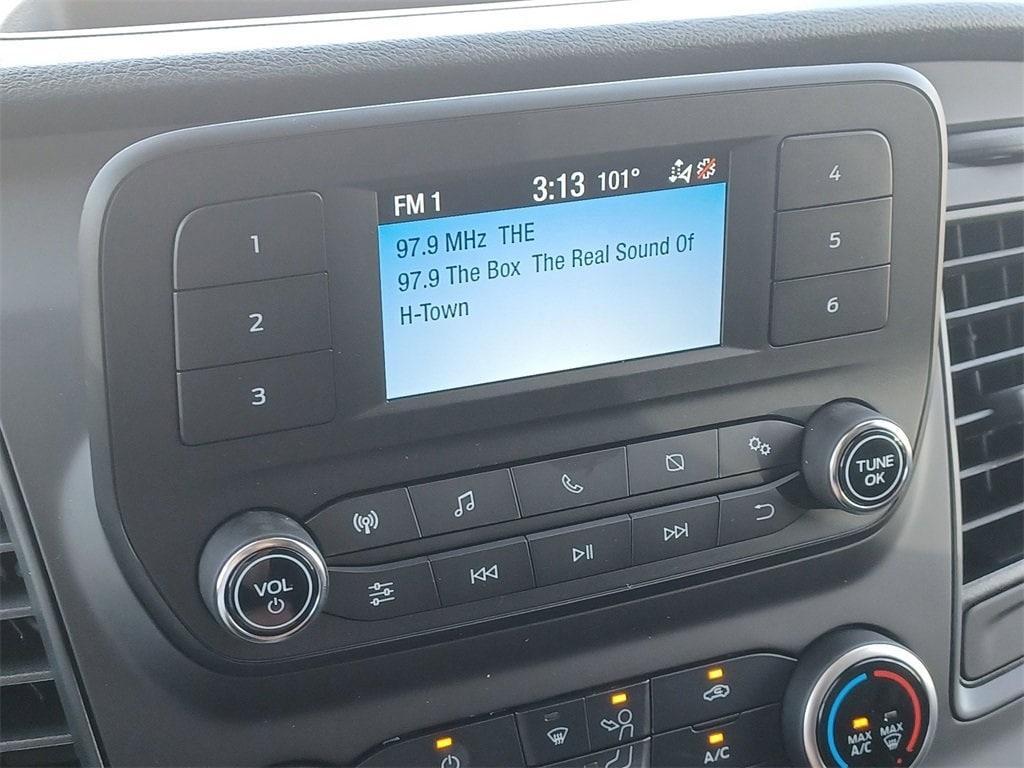 FM 1 3:13 101°
97.9 MHz THE
97.9 The Box The Real Sound Of
H-Town
1
2
3
4
5
6
TUNE
OK
VOL
A/C
MAX
A/C
MAX